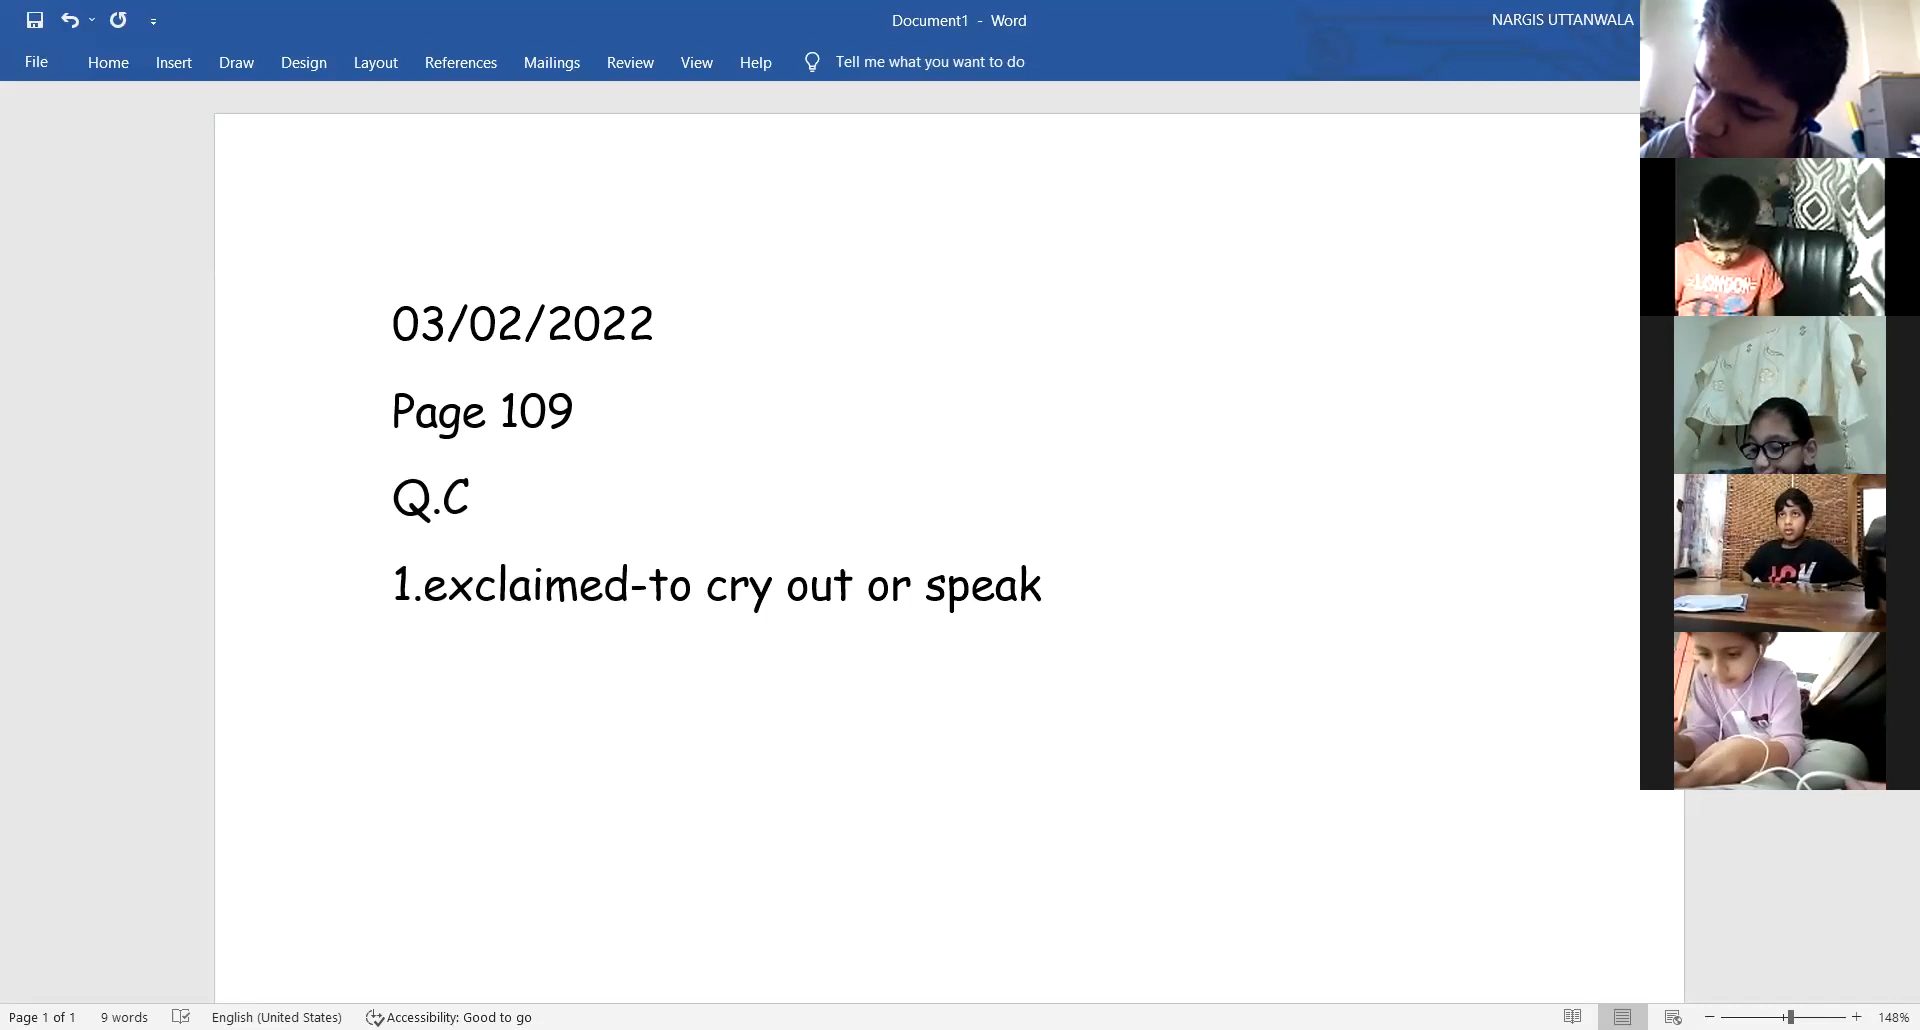 Document1 - Word
NARGIS UTTANWALA
File Home Insert Draw Design Layout References Mailings Review View Help Tell me what you want to do
03/02/2022
Page 109
Q.C
1.exclaimed-to cry out or speak
LONDON
Page 1 of 1 9 words English (United States) Accessibility: Good to go 148%